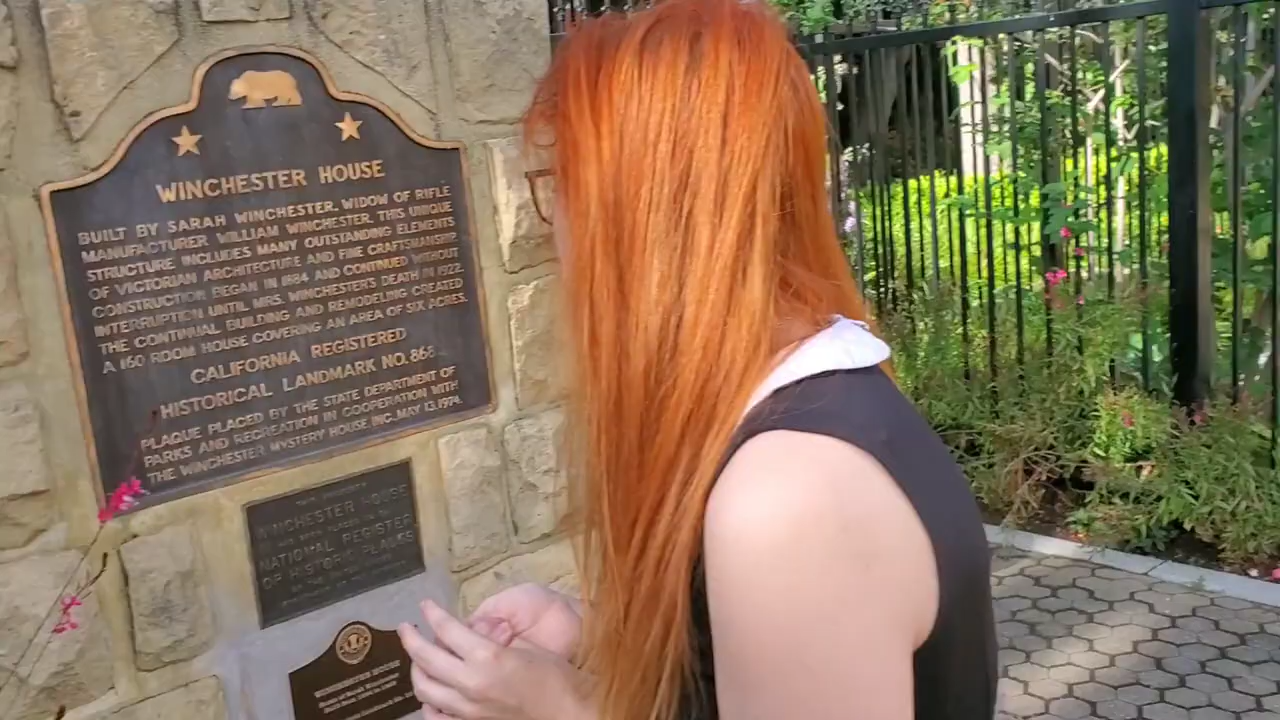 WINCHESTER HOUSE
BUILT BY SARAH WINCHESTER, WIDOW OF RIFLE
MANUFACTURER WILLIAM WINCHESTER, THIS UNIQUE
STRUCTURE INCLUDES MANY OUTSTANDING ELEMENTS
OF VICTORIAN ARCHITECTURE AND FINE CRAFTSMANSHIP.
CONSTRUCTION BEGAN IN 1884 AND CONTINUED WITHOUT
INTERRUPTION UNTIL MRS. WINCHESTER'S DEATH IN 1922.
THE CONTINUAL BUILDING AND REMODELING CREATED
A 160 ROOM HOUSE COVERING AN AREA OF SIX ACRES.
CALIFORNIA REGISTERED
HISTORICAL LANDMARK NO. 868
PLAQUE PLACED BY THE STATE DEPARTMENT OF
PARKS AND RECREATION IN COOPERATION WITH
THE WINCHESTER MYSTERY HOUSE INC. MAY 13, 1974.
WINCHESTER HOUSE
NATIONAL REGISTER
OF HISTORIC PLACES
WINCHESTER HOUSE